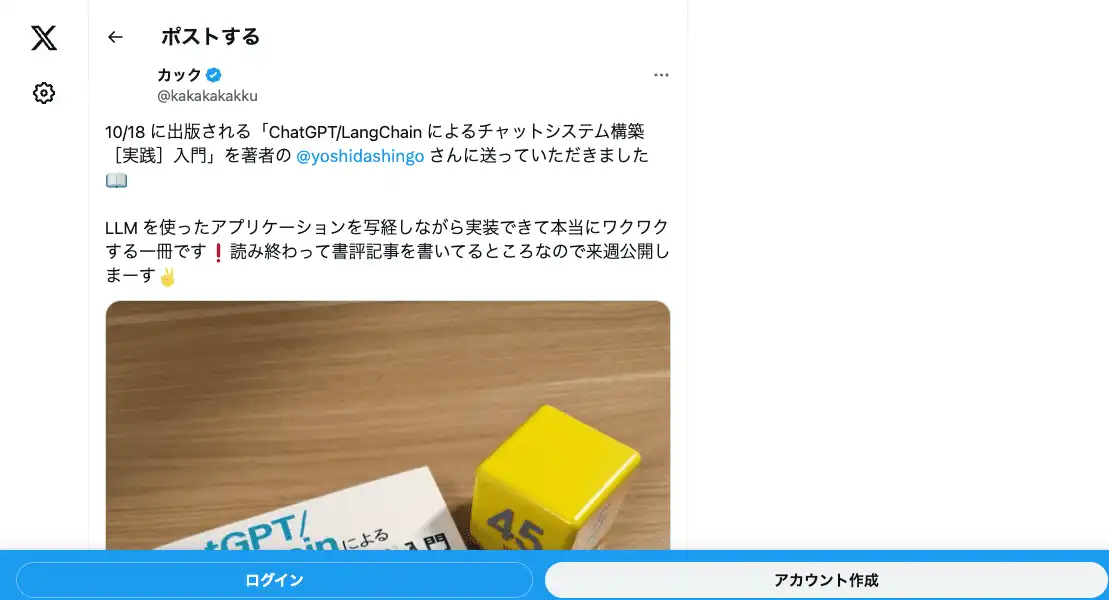 ポストする
カック
@kakakakakku
10/18 に出版される「ChatGPT/LangChain によるチャットシステム構築
［実践］入門」を著者の @yoshidashingo さんに送っていただきました
📖
LLM を使ったアプリケーションを写経しながら実装できて本当にワクワク
する一冊です❗読み終わって書評記事を書いてるところなので来週公開し
まーす✌
45
tGPT/
による
入門
ログイン
アカウント作成